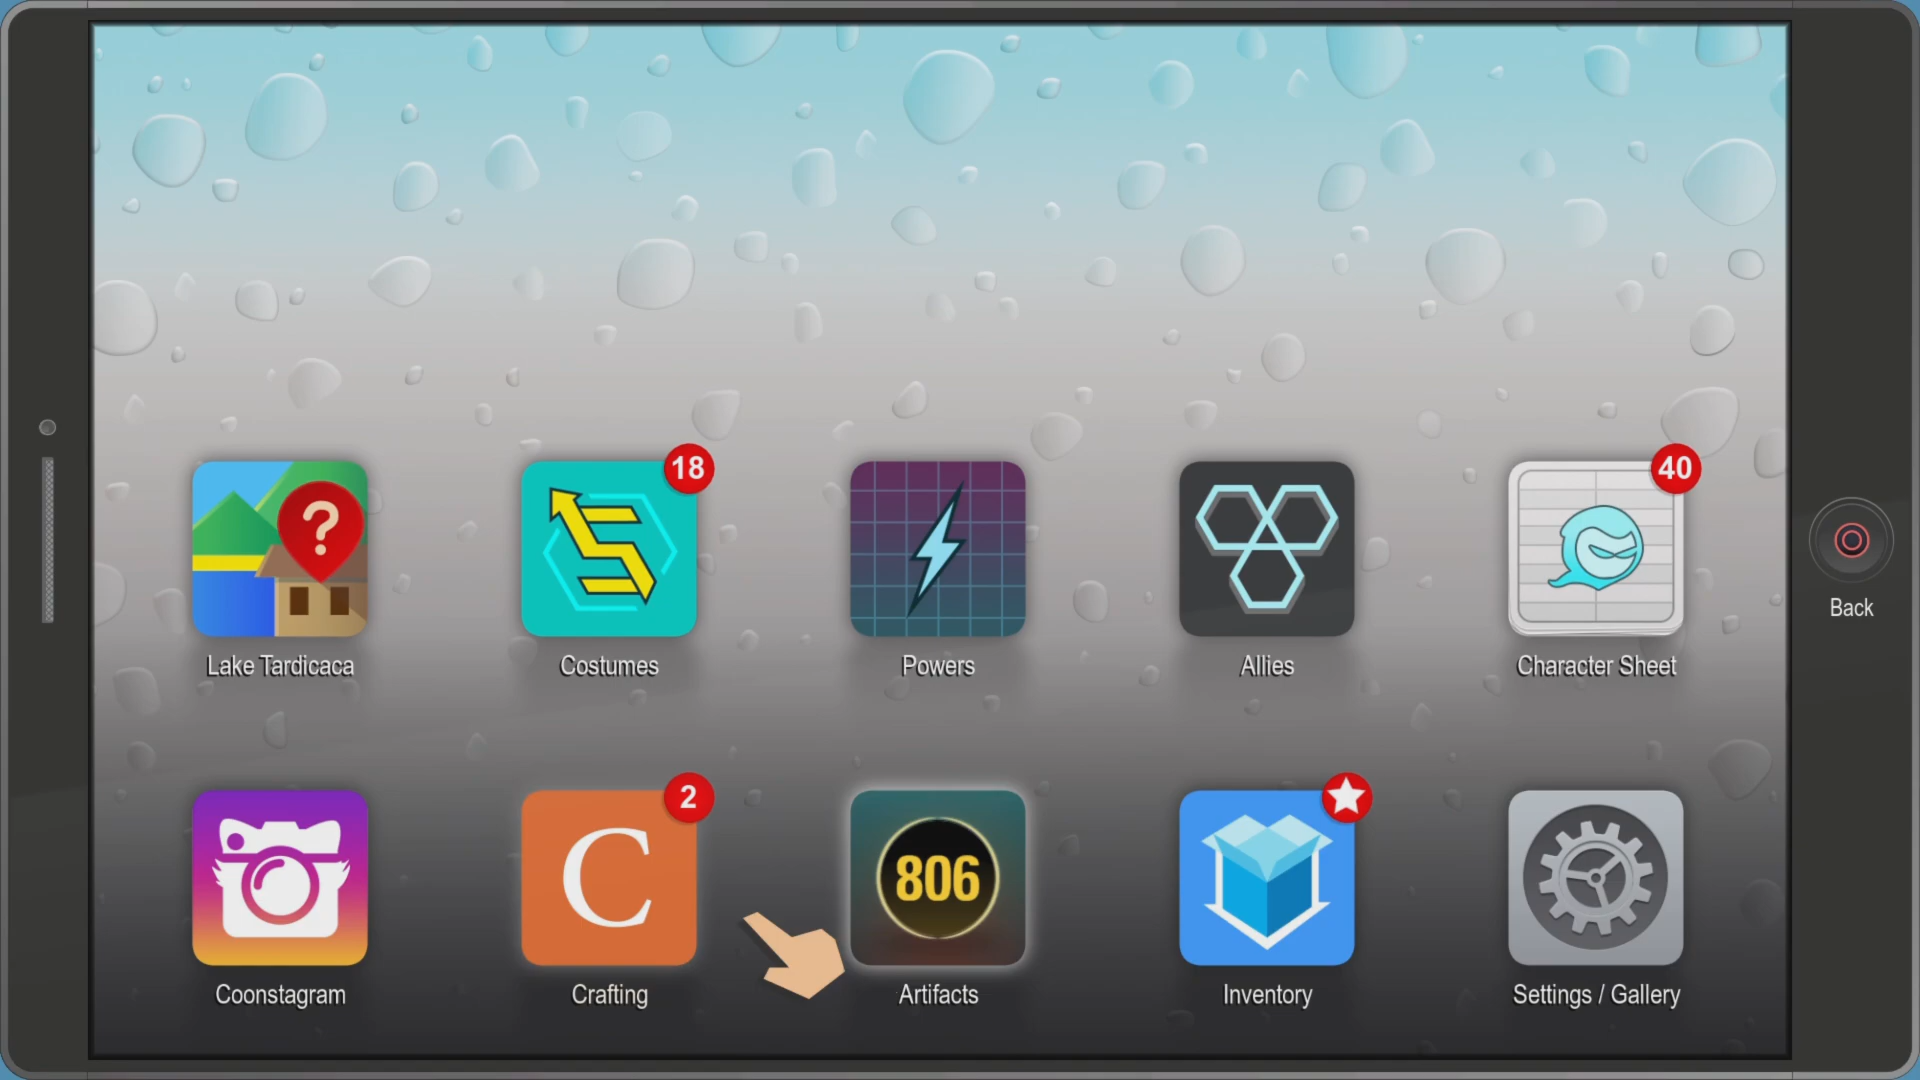 18
40
?
Lake Tardicaca
Costumes
Powers
Allies
Character Sheet
Back
2
C
806
Coonstagram
Crafting
Artifacts
Inventory
Settings / Gallery